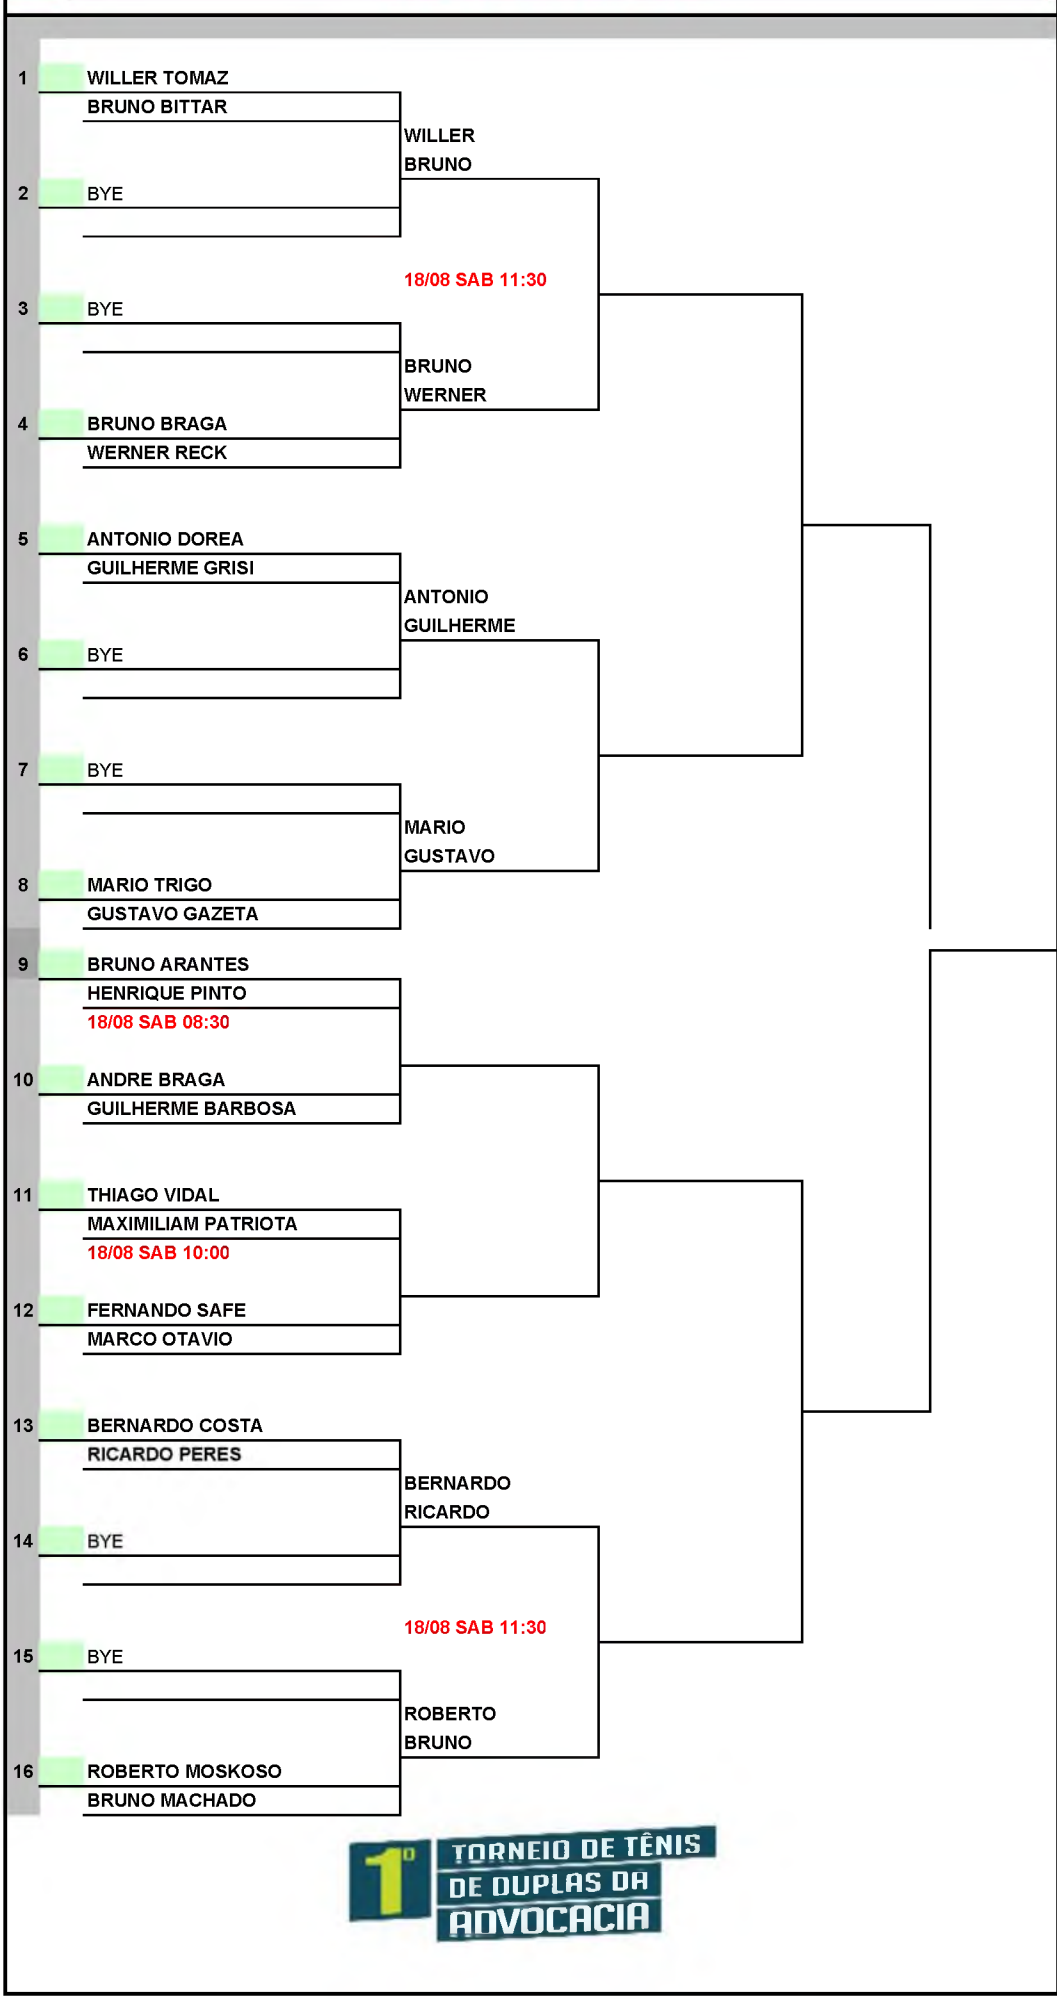 1 WILLER TOMAZ
BRUNO BITTAR
WILLER
BRUNO
2 BYE
18/08 SAB 11:30
3 BYE
BRUNO
WERNER
4 BRUNO BRAGA
WERNER RECK
5 ANTONIO DOREA
GUILHERME GRISI
ANTONIO
GUILHERME
6 BYE
7 BYE
MARIO
GUSTAVO
8 MARIO TRIGO
GUSTAVO GAZETA
9 BRUNO ARANTES
HENRIQUE PINTO
18/08 SAB 08:30
10 ANDRE BRAGA
GUILHERME BARBOSA
11 THIAGO VIDAL
MAXIMILIAM PATRIOTA
18/08 SAB 10:00
12 FERNANDO SAFE
MARCO OTAVIO
13 BERNARDO COSTA
RICARDO PERES
BERNARDO
RICARDO
14 BYE
18/08 SAB 11:30
15 BYE
ROBERTO
BRUNO
16 ROBERTO MOSKOSO
BRUNO MACHADO
1º TORNEIO DE TÊNIS
DE DUPLAS DA
ADVOCACIA